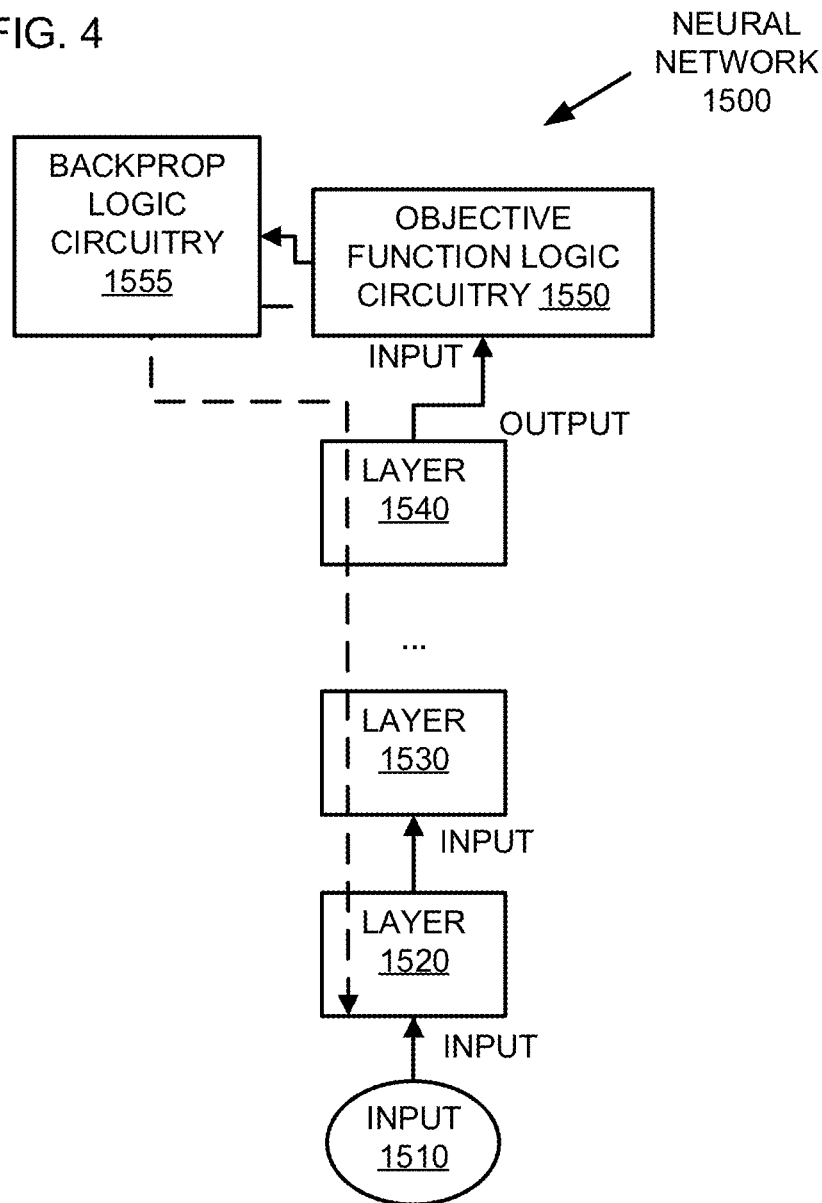 FIG. 4
NEURAL
NETWORK
1500
BACKPROP
LOGIC
CIRCUITRY
1555
OBJECTIVE
FUNCTION LOGIC
CIRCUITRY 1550
INPUT
OUTPUT
LAYER
1540
...
LAYER
1530
INPUT
LAYER
1520
INPUT
INPUT
1510